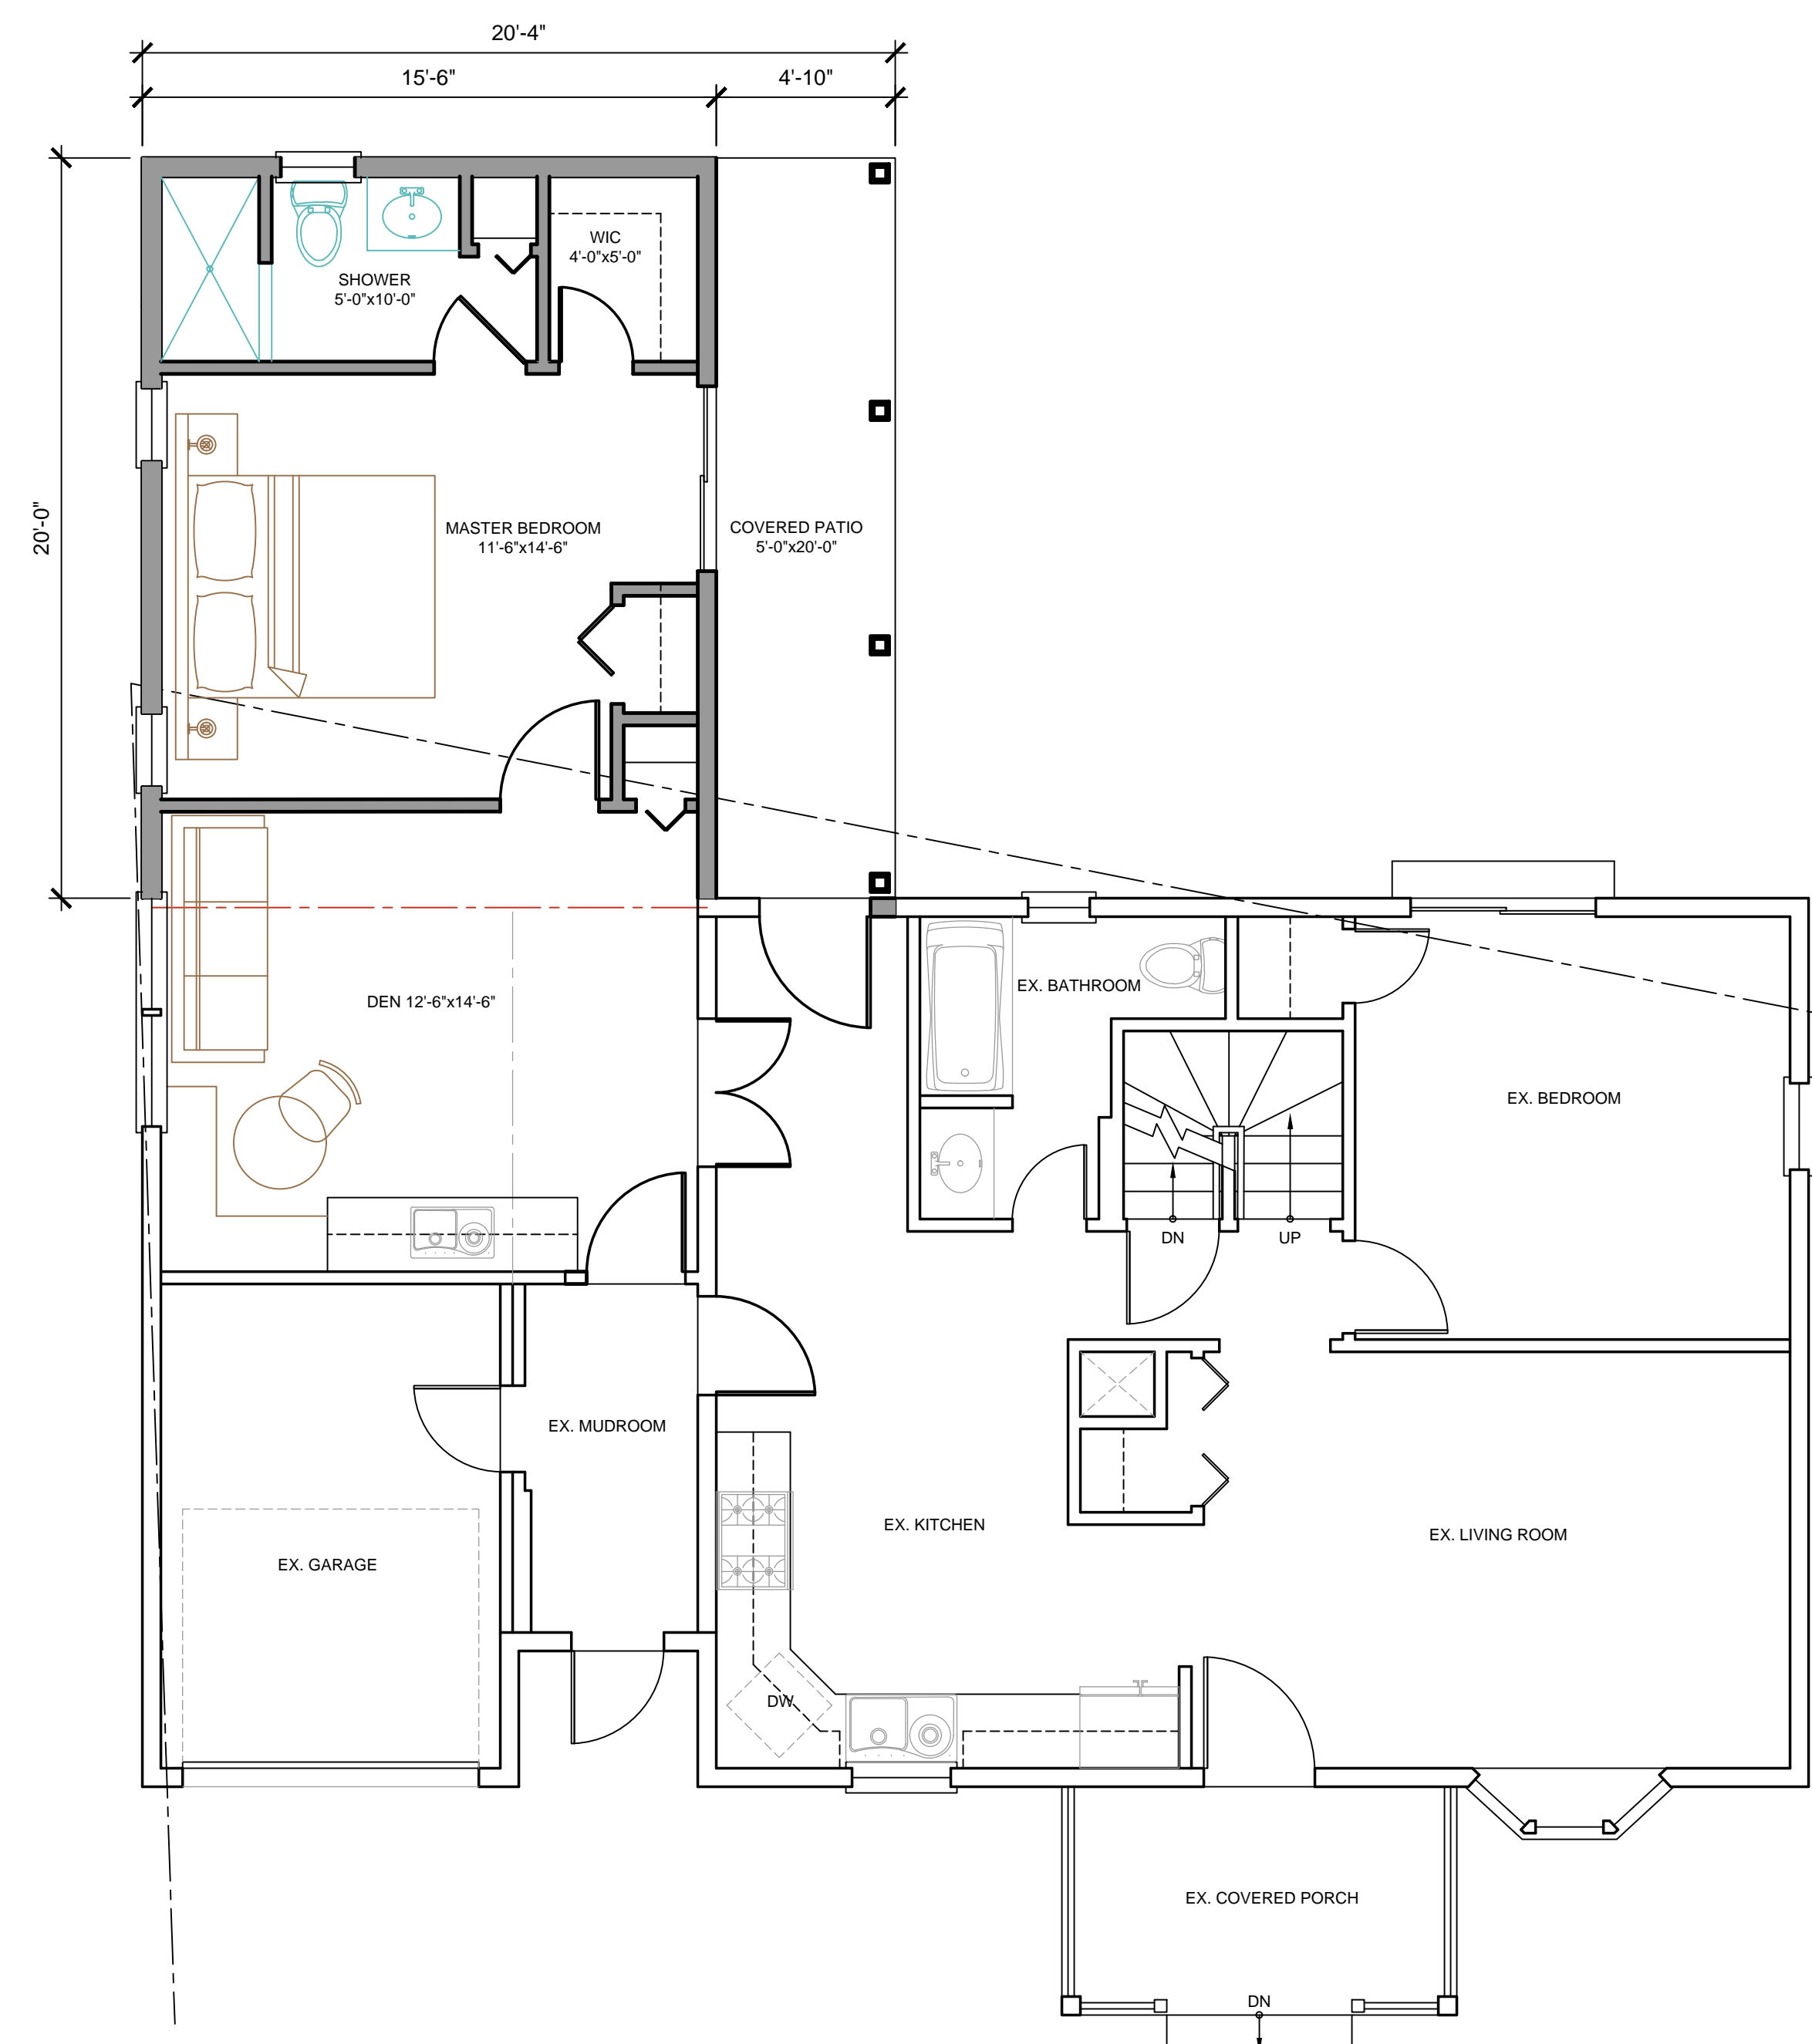 20'-4"
15'-6"
4'-10"
20'-0"
WIC
4'-0"x5'-0"
SHOWER
5'-0"x10'-0"
MASTER BEDROOM
11'-6"x14'-6"
COVERED PATIO
5'-0"x20'-0"
DEN 12'-6"x14'-6"
EX. BATHROOM
EX. BEDROOM
DN
UP
EX. MUDROOM
EX. KITCHEN
EX. LIVING ROOM
EX. GARAGE
DW
EX. COVERED PORCH
DN